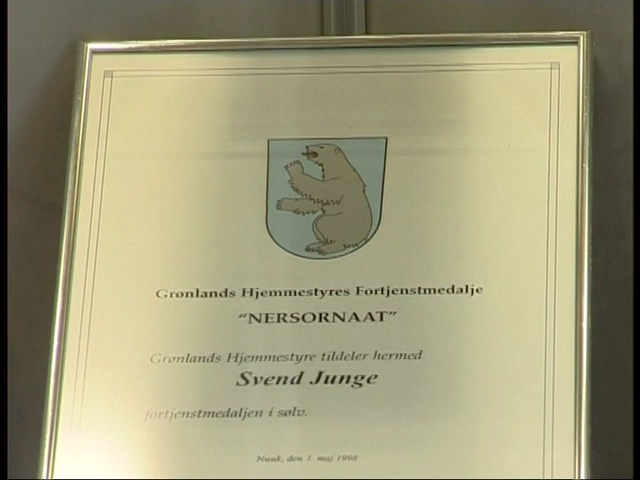 Grønlands Hjemmestyres Fortjenstmedalje
"NERSORNAAT"
Grønlands Hjemmestyre tildeler hermed
Svend Junge
fortjenstmedaljen i sølv.
Nuuk, den 1. maj 1998